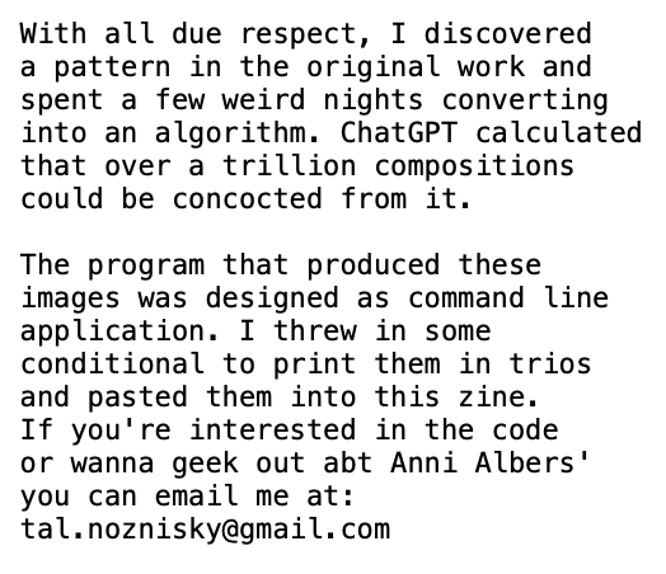 With all due respect, I discovered
a pattern in the original work and
spent a few weird nights converting
into an algorithm. ChatGPT calculated
that over a trillion compositions
could be concocted from it.
The program that produced these
images was designed as command line
application. I threw in some
conditional to print them in trios
and pasted them into this zine.
If you're interested in the code
or wanna geek out abt Anni Albers'
you can email me at:
tal.noznisky@gmail.com